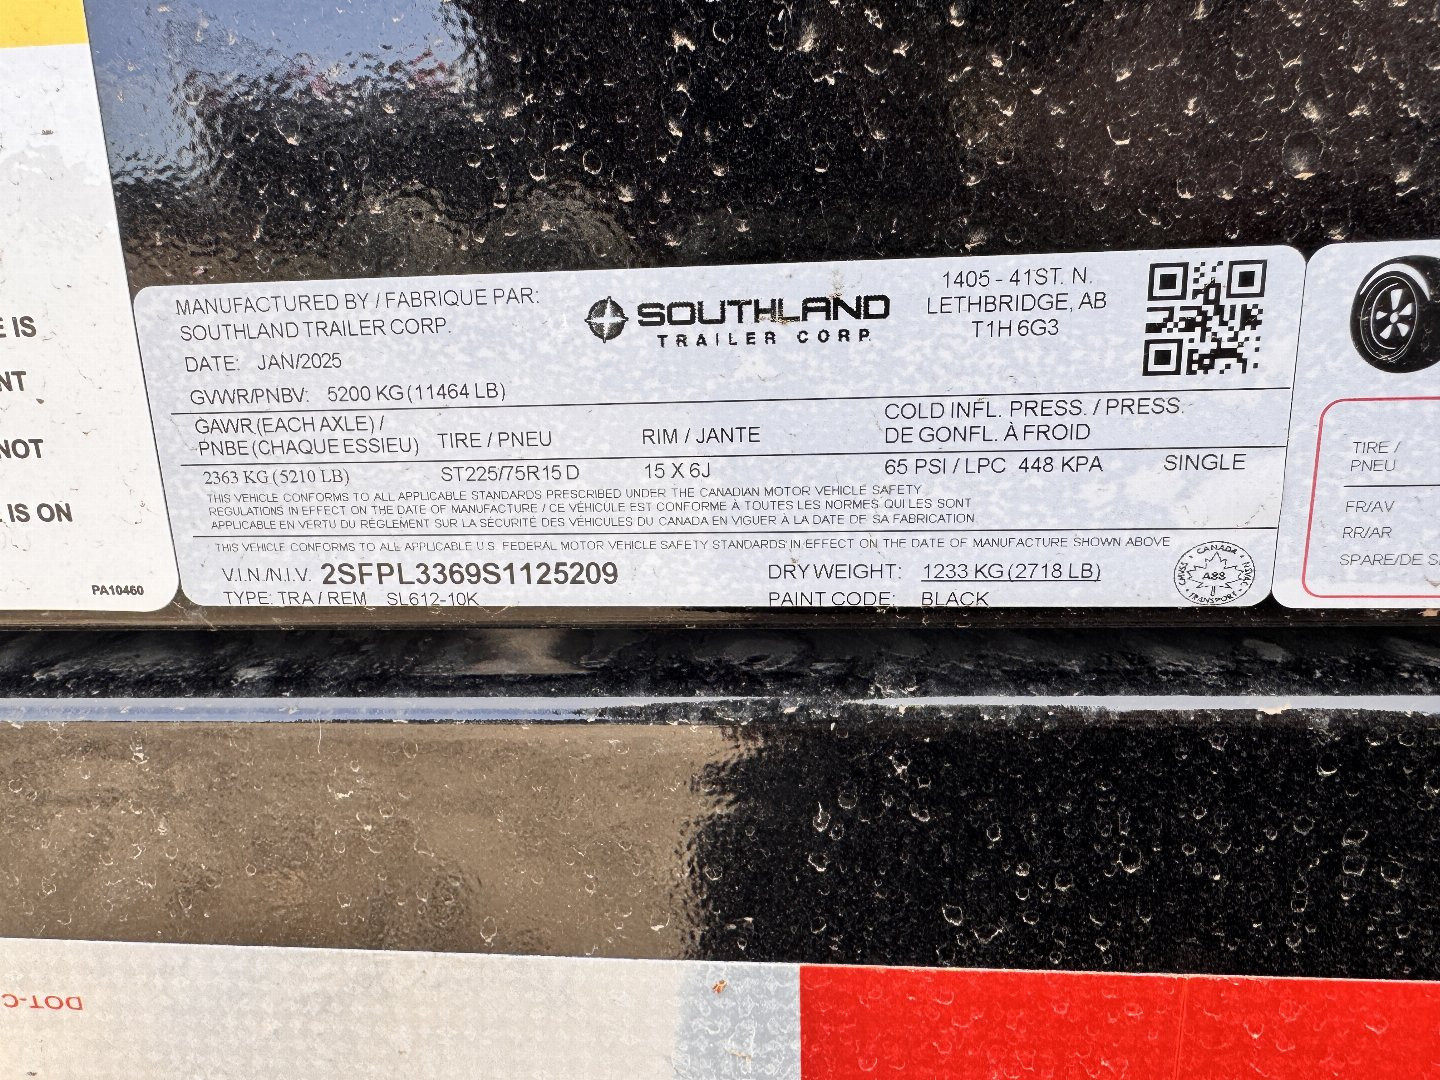 MANUFACTURED BY / FABRIQUE PAR:
SOUTHLAND TRAILER CORP.
DATE: JAN/2025
GVWR/PNBV: 5200 KG (11464 LB)
SOUTHLAND
TRAILER CORP.
1405 - 41ST. N.
LETHBRIDGE, AB
T1H 6G3
GAWR (EACH AXLE) /
PNBE (CHAQUE ESSIEU) TIRE / PNEU RIM / JANTE
COLD INFL. PRESS. / PRESS.
DE GONFL. À FROID
2363 KG (5210 LB) ST225/75R15 D 15 X 6J 65 PSI / LPC 448 KPA SINGLE
THIS VEHICLE CONFORMS TO ALL APPLICABLE STANDARDS PRESCRIBED UNDER THE CANADIAN MOTOR VEHICLE SAFETY
REGULATIONS IN EFFECT ON THE DATE OF MANUFACTURE / CE VÉHICULE EST CONFORME À TOUTES LES NORMES QUI LES SONT
APPLICABLE EN VERTU DU RÈGLEMENT SUR LA SÉCURITÉ DES VÉHICULES DU CANADA EN VIGUER À LA DATE DE SA FABRICATION
THIS VEHICLE CONFORMS TO ALL APPLICABLE U.S. FEDERAL MOTOR VEHICLE SAFETY STANDARDS IN EFFECT ON THE DATE OF MANUFACTURE SHOWN ABOVE
V.I.N./N.I.V. 2SFPL3369S1125209 DRY WEIGHT: 1233 KG (2718 LB)
TYPE: TRA / REM SL612-10K PAINT CODE: BLACK
CANADA
A88
TRANSPORT
IS
NOT
IS ON
PA10460
TIRE /
PNEU
FR/AV
RR/AR
SPARE/DE S
DOT-C